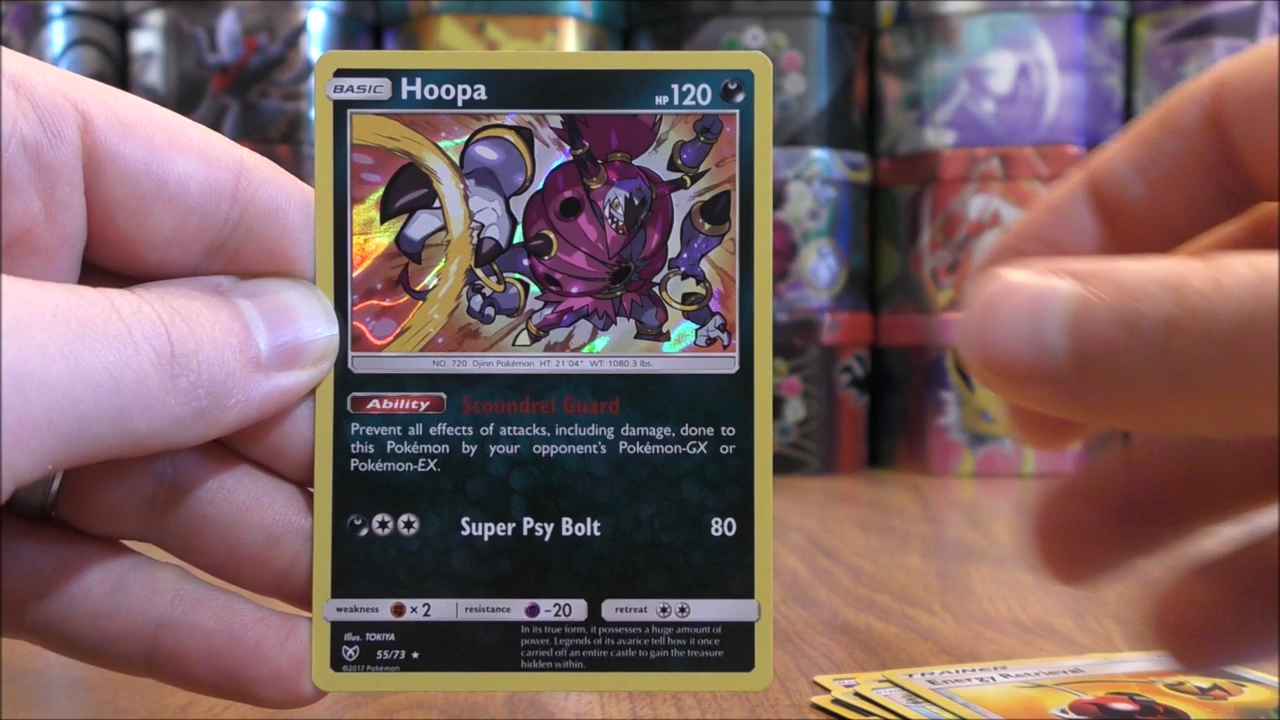 BASIC Hoopa HP 120
NO. 720 Djinn Pokémon HT: 21'04" WT: 1080.3 lbs.
Ability Scoundrel Guard
Prevent all effects of attacks, including damage, done to
this Pokémon by your opponent's Pokémon-GX or
Pokémon-EX.
Super Psy Bolt 80
weakness × 2 resistance -20 retreat
Illus. TOKIYA
55/73
©2017 Pokémon
In its true form, it possesses a huge amount of
power. Legends of its avarice tell how it once
carried off an entire castle to gain the treasure
hidden within.
TRAINER
Energy Retrieval